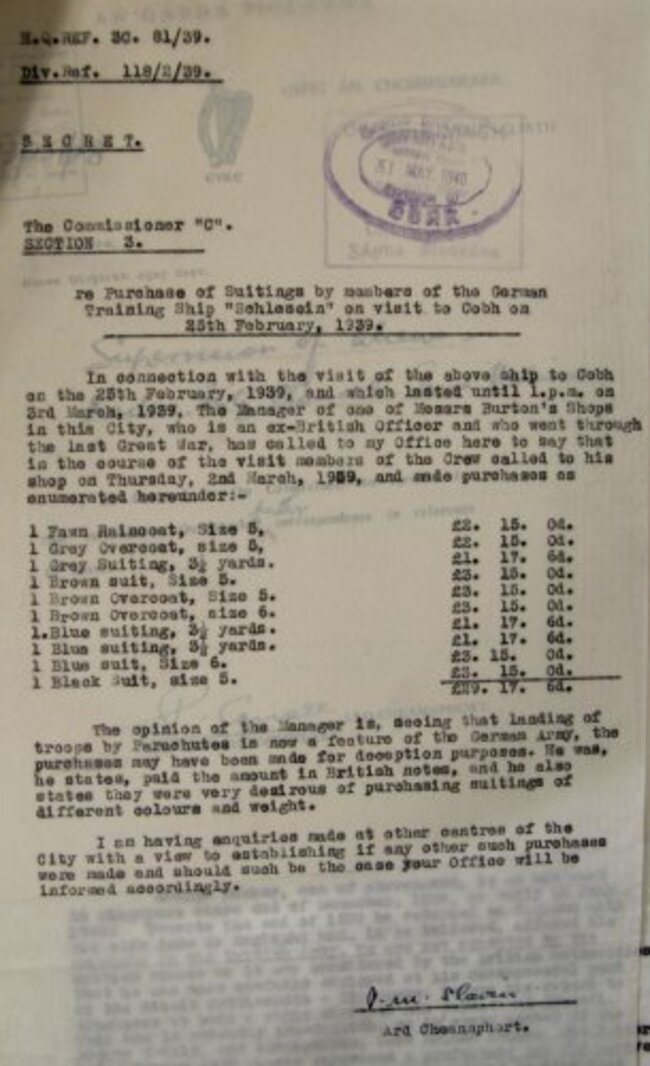 H.Q.REF. 3C. 81/39.
Div.Ref. 118/2/39.
S E C R E T.
EIRE
31 MAY 1940
The Commissioner "C".
SECTION 3.
re Purchase of Suitings by members of the German
Training Ship "Schlesein" on visit to Cobh on
25th February, 1939.
In connection with the visit of the above ship to Cobh
on the 25th February, 1939, and which lasted until 1.p.m. on
3rd March, 1939, The Manager of one of Messrs Burton's Shops
in this City, who is an ex-British Officer and who went through
the last Great War, has called to my Office here to say that
in the course of the visit members of the Crew called to his
shop on Thursday, 2nd March, 1939, and made purchases as
enumerated hereunder:-
1 Fawn Raincoat, Size 5, £2. 15. 0d.
1 Grey Overcoat, size 5, £2. 15. 0d.
1 Grey Suiting, 3½ yards. £1. 17. 6d.
1 Brown suit, Size 5. £3. 15. 0d.
1 Brown Overcoat, Size 5. £3. 15. 0d.
1 Brown Overcoat, size 6. £3. 15. 0d.
1.Blue suiting, 3½ yards. £1. 17. 6d.
1 Blue suiting, 3½ yards. £1. 17. 6d.
1 Blue suit, Size 6. £3. 15. 0d.
1 Black Suit, size 5. £3. 15. 0d.
£29. 17. 6d.
The opinion of the Manager is, seeing that landing of
troops by Parachutes is now a feature of the German Army, the
purchases may have been made for deception purposes. He was,
he states, paid the amount in British notes, and he also
states they were very desirous of purchasing suitings of
different colours and weight.
I am having enquiries made at other centres of the
City with a view to establishing if any other such purchases
were made and should such be the case your Office will be
informed accordingly.
Ard Cheannphort.